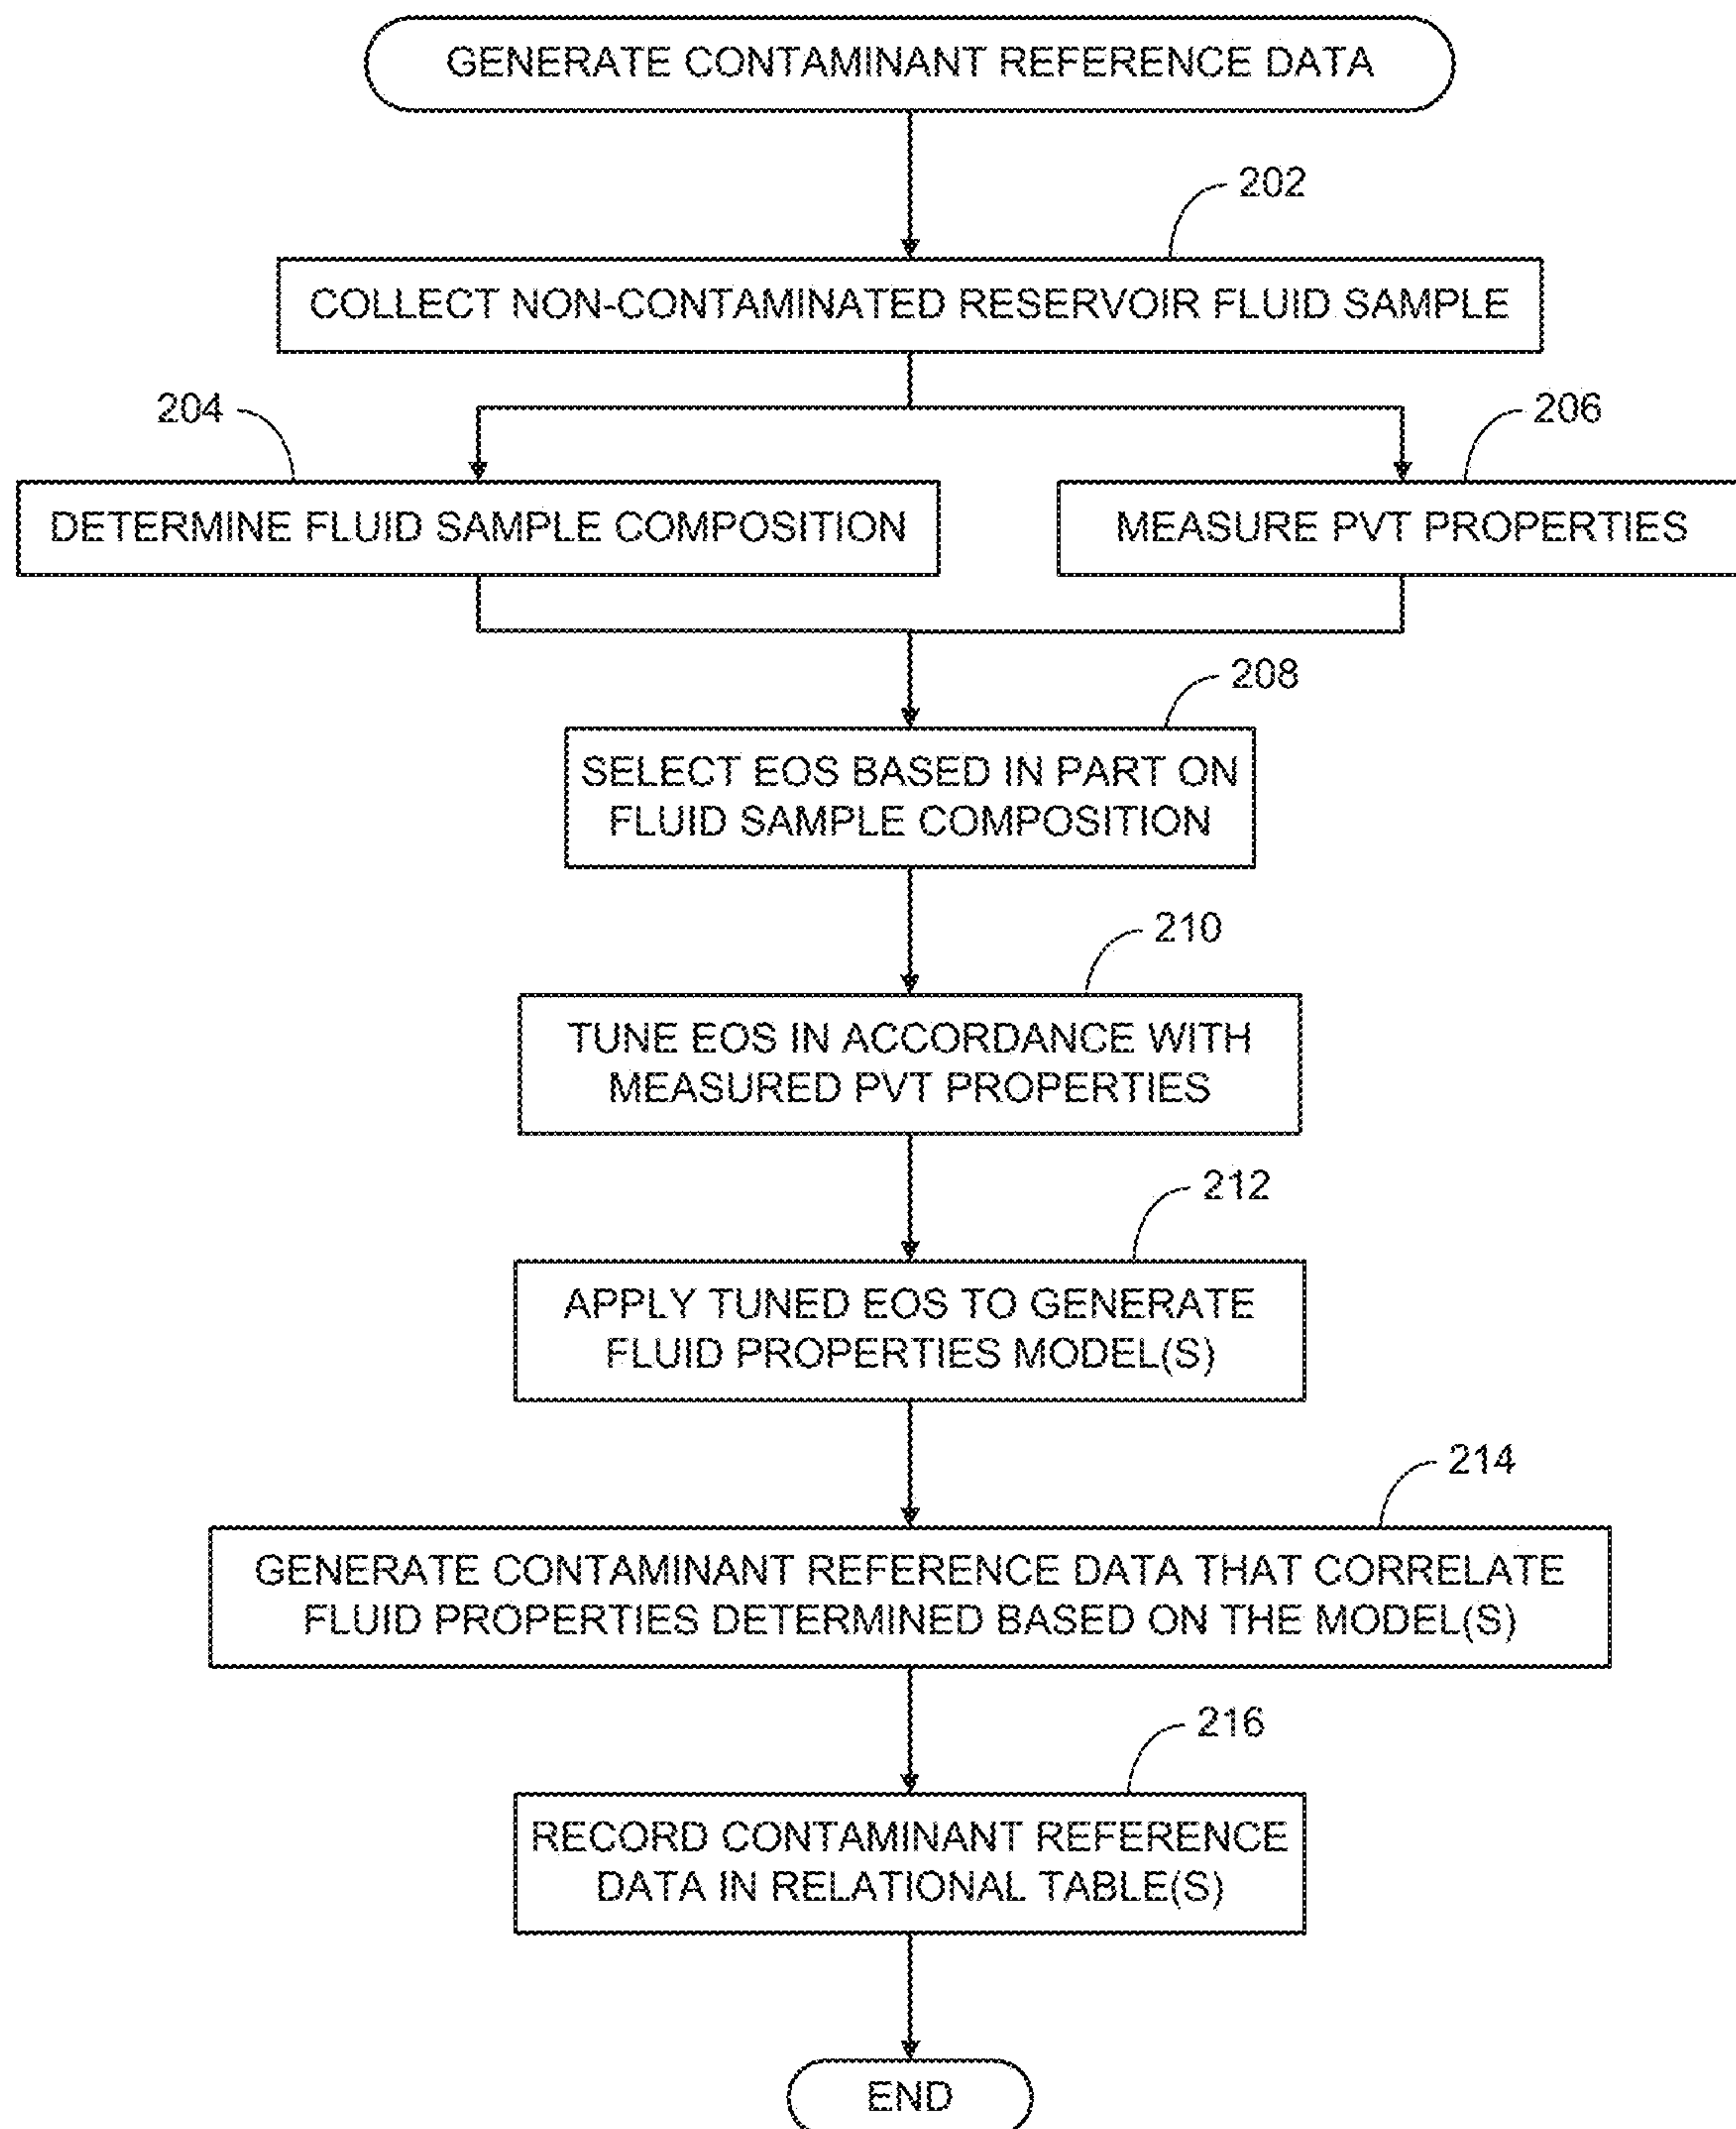 GENERATE CONTAMINANT REFERENCE DATA
202
COLLECT NON-CONTAMINATED RESERVOIR FLUID SAMPLE
204
206
DETERMINE FLUID SAMPLE COMPOSITION
MEASURE PVT PROPERTIES
208
SELECT EOS BASED IN PART ON
FLUID SAMPLE COMPOSITION
210
TUNE EOS IN ACCORDANCE WITH
MEASURED PVT PROPERTIES
212
APPLY TUNED EOS TO GENERATE
FLUID PROPERTIES MODEL(S)
214
GENERATE CONTAMINANT REFERENCE DATA THAT CORRELATE
FLUID PROPERTIES DETERMINED BASED ON THE MODEL(S)
216
RECORD CONTAMINANT REFERENCE
DATA IN RELATIONAL TABLE(S)
END